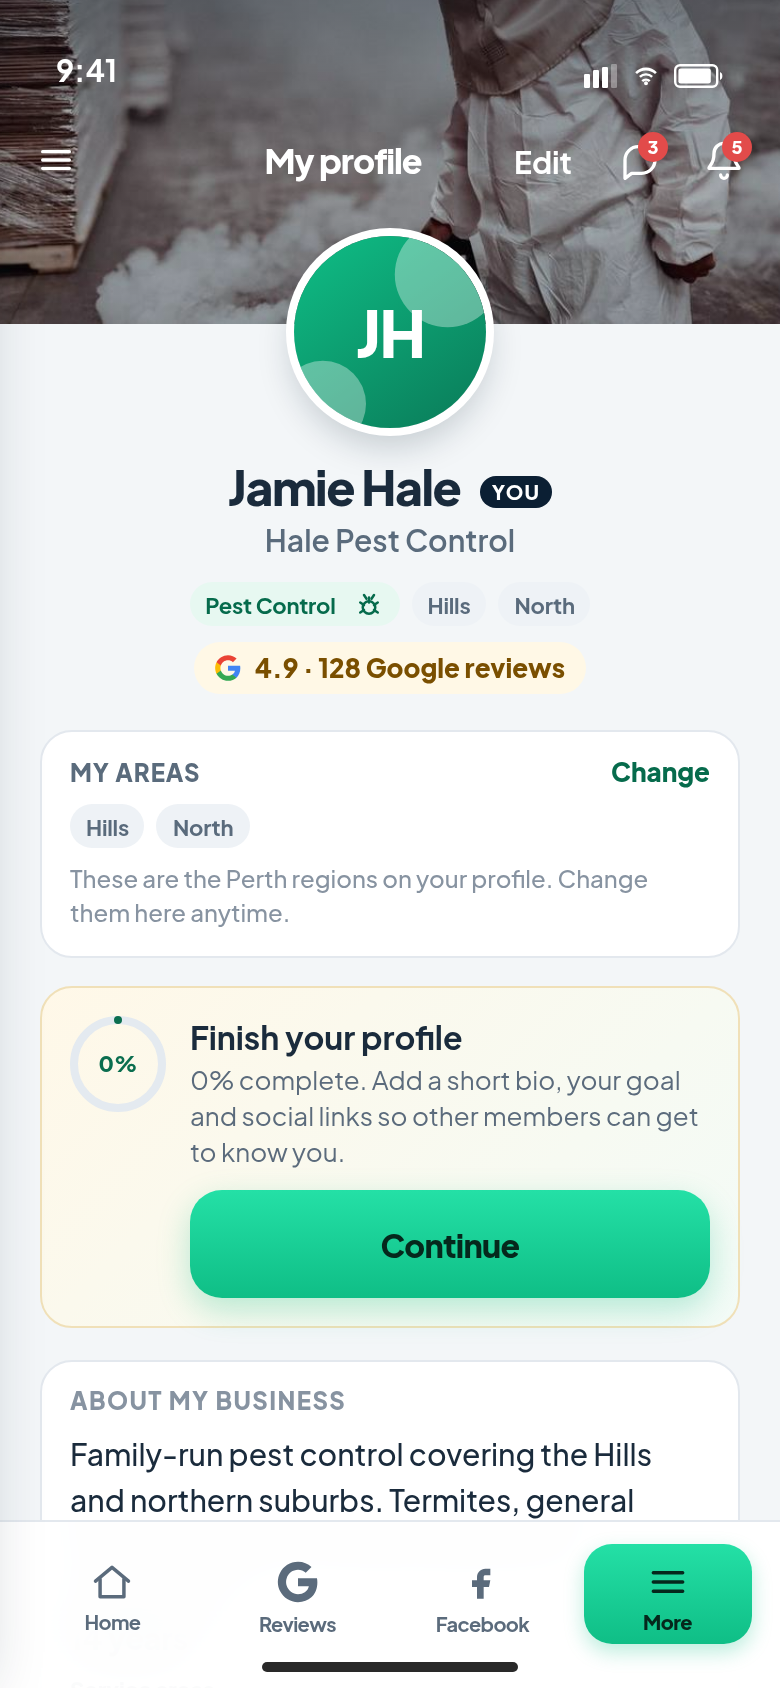 9:41
My profile
Edit
3
5
JH
Jamie Hale YOU
Hale Pest Control
Pest Control
Hills
North
4.9 · 128 Google reviews
MY AREAS
Change
Hills
North
These are the Perth regions on your profile. Change
them here anytime.
0%
Finish your profile
0% complete. Add a short bio, your goal
and social links so other members can get
to know you.
Continue
ABOUT MY BUSINESS
Family-run pest control covering the Hills
and northern suburbs. Termites, general
Home
Reviews
Facebook
More